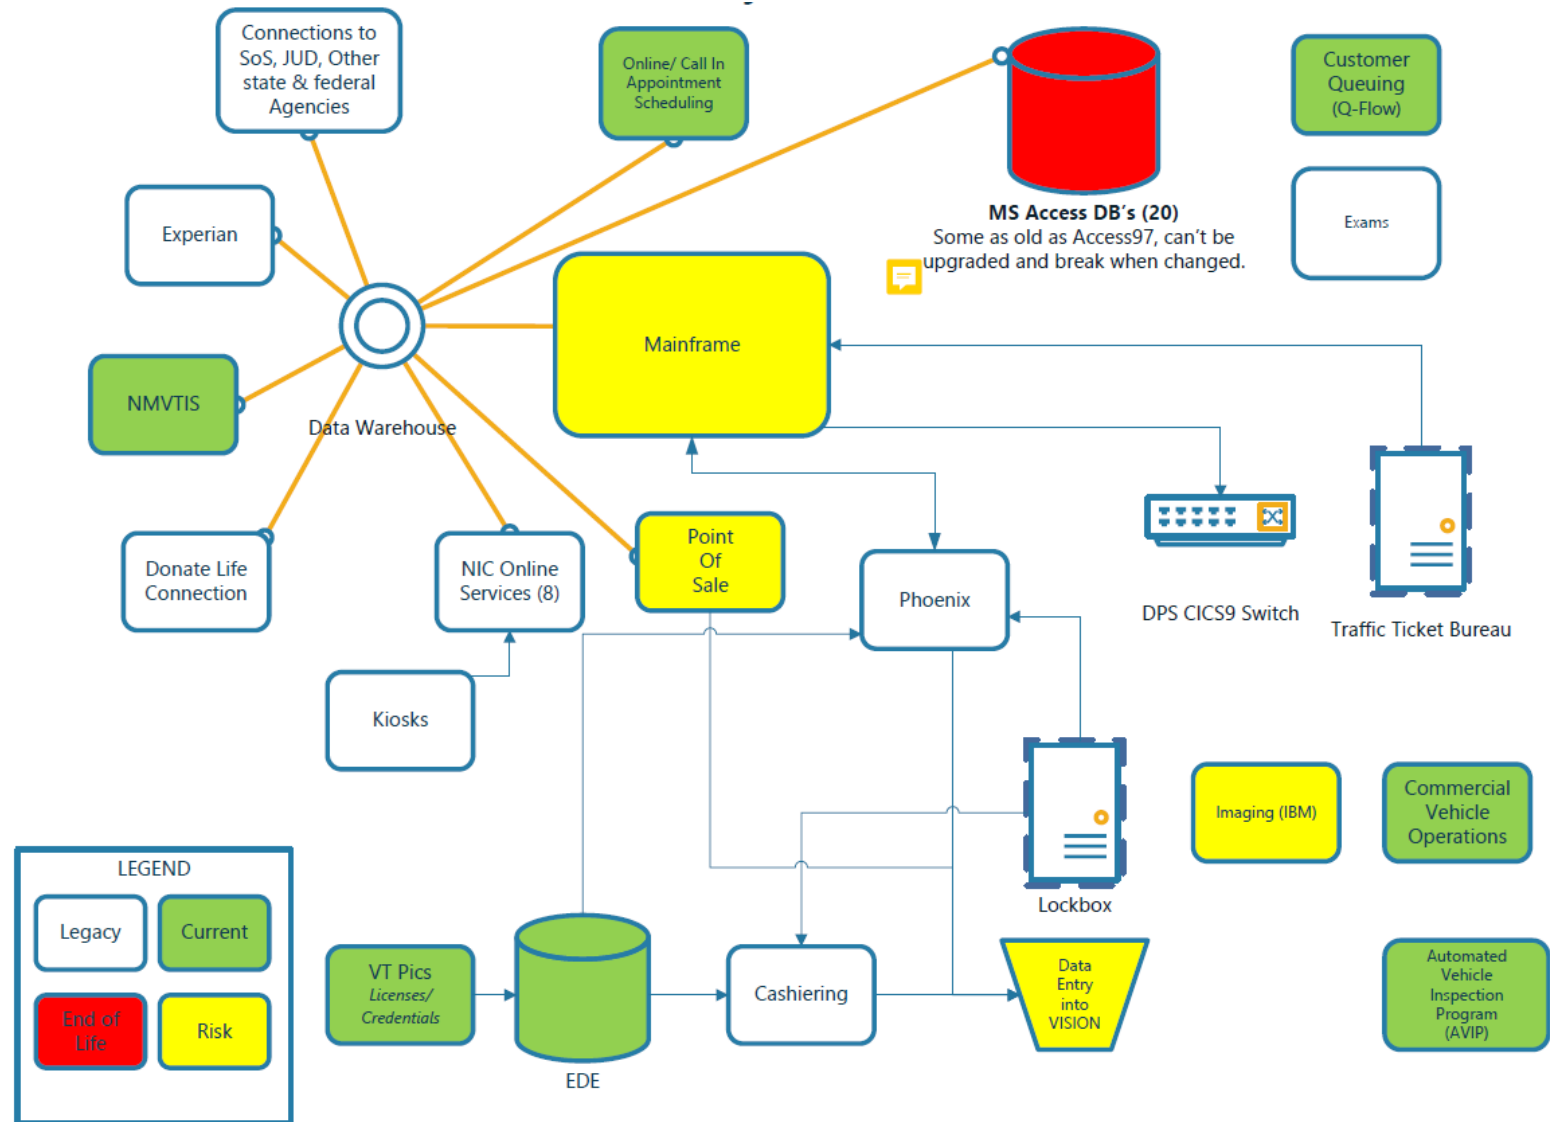 Connections to
SoS, JUD, Other
state & federal
Agencies
Online/ Call In
Appointment
Scheduling
Customer
Queuing
(Q-Flow)
Experian
MS Access DB's (20)
Some as old as Access97, can't be
upgraded and break when changed.
Exams
Mainframe
NMVTIS
Data Warehouse
Donate Life
Connection
NIC Online
Services (8)
Point
Of
Sale
Phoenix
DPS CICS9 Switch
Traffic Ticket Bureau
Kiosks
Imaging (IBM)
Commercial
Vehicle
Operations
Lockbox
LEGEND
Legacy
Current
End of
Life
Risk
VT Pics
Licenses/
Credentials
EDE
Cashiering
Data
Entry
into
VISION
Automated
Vehicle
Inspection
Program
(AVIP)